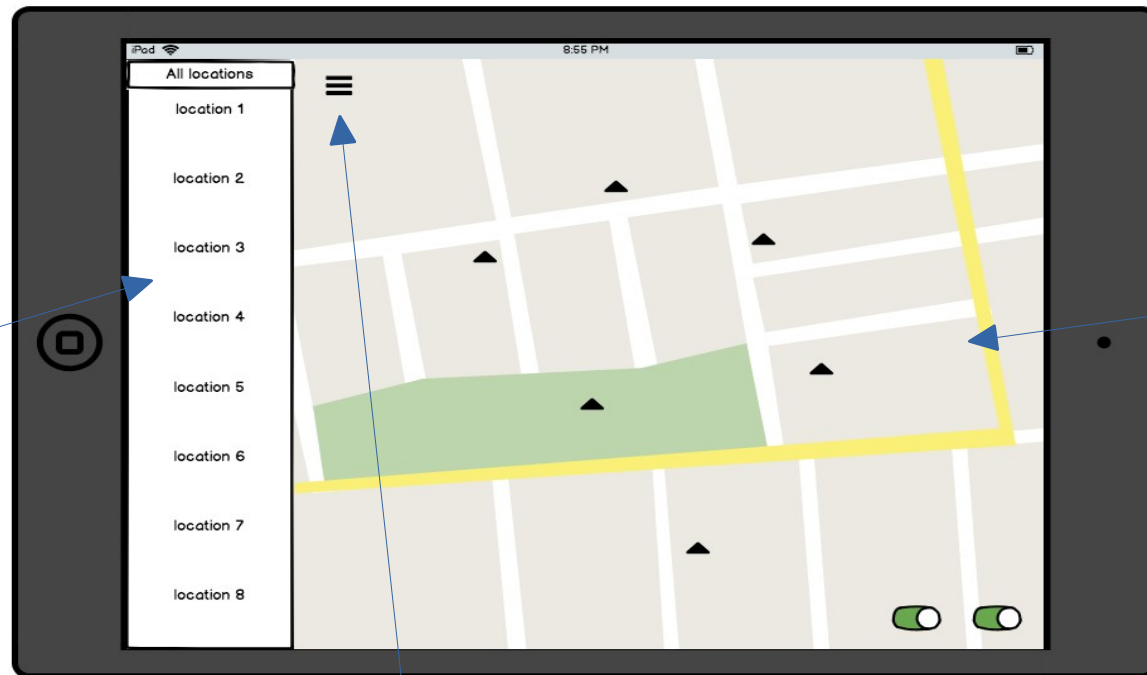 iPad
8:55 PM
All locations
location 1
location 2
location 3
location 4
location 5
location 6
location 7
location 8